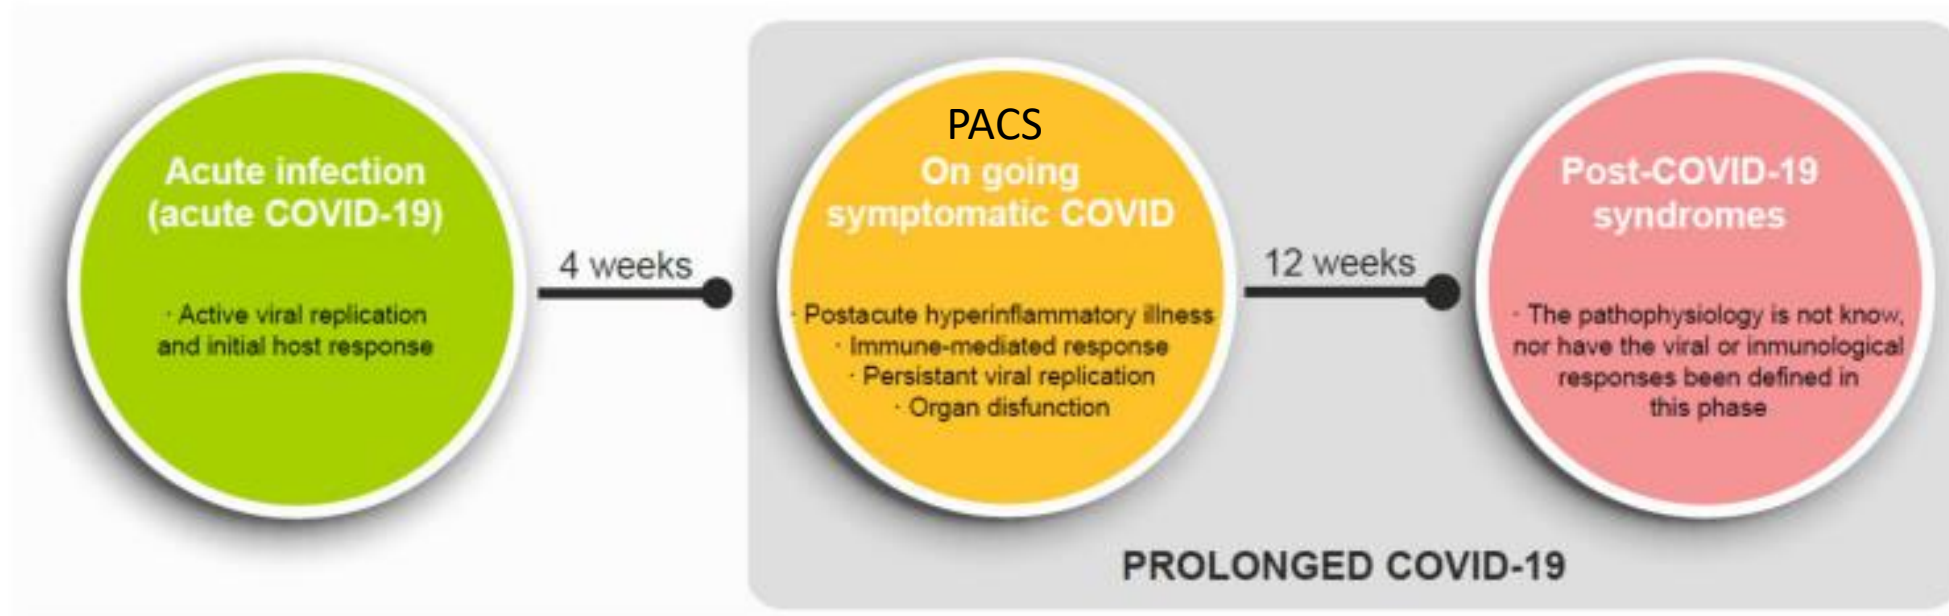 Acute infection
(acute COVID-19)
· Active viral replication
and initial host response
4 weeks
PACS
On going
symptomatic COVID
· Postacute hyperinflammatory illness
· Immune-mediated response
· Persistant viral replication
· Organ disfunction
12 weeks
Post-COVID-19
syndromes
· The pathophysiology is not know,
nor have the viral or inmunological
responses been defined in
this phase
PROLONGED COVID-19